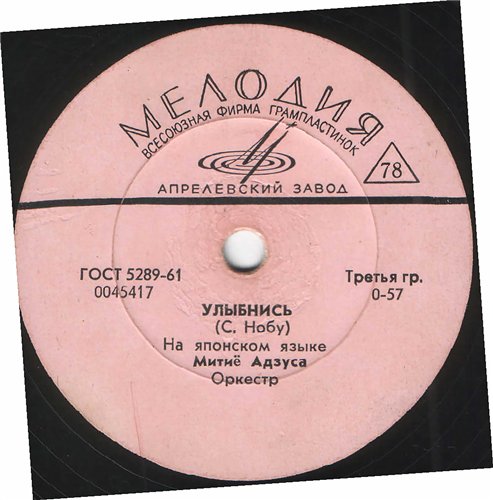 МЕЛОДИЯ
ВСЕСОЮЗНАЯ ФИРМА ГРАМПЛАСТИНОК
78
АПРЕЛЕВСКИЙ ЗАВОД
ГОСТ 5289-61
0045417
Третья гр.
0-57
УЛЫБНИСЬ
(С. Нобу)
На японском языке
Митиё Адзуса
Оркестр